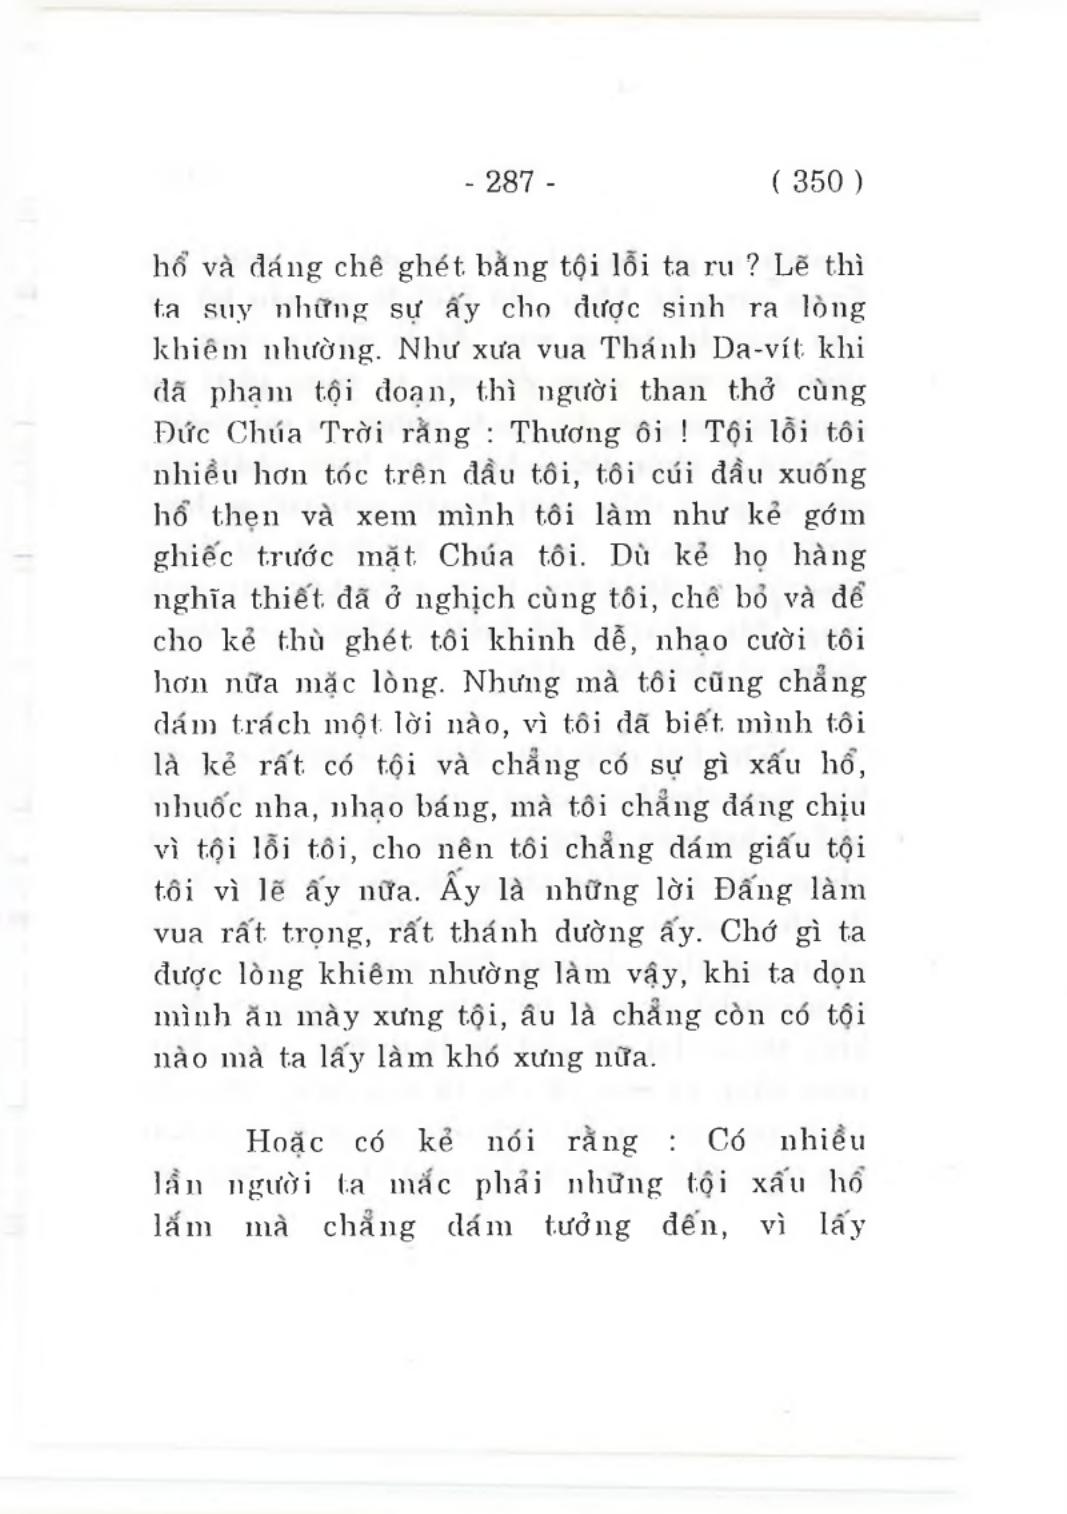 - 287 - ( 350 )
hổ và đáng chê ghét bằng tội lỗi ta ru ? Lẽ thì
ta suy những sự ấy cho được sinh ra lòng
khiêm nhường. Như xưa vua Thánh Da-vít khi
đã phạm tội đoạn, thì người than thở cùng
Đức Chúa Trời rằng : Thương ôi ! Tội lỗi tôi
nhiều hơn tóc trên đầu tôi, tôi cúi đầu xuống
hổ thẹn và xem mình tôi làm như kẻ gớm
ghiếc trước mặt Chúa tôi. Dù kẻ họ hàng
nghĩa thiết đã ở nghịch cùng tôi, chề bỏ và để
cho kẻ thù ghét tôi khinh dễ, nhạo cười tôi
hơn nữa mặc lòng. Nhưng mà tôi cũng chẳng
dám trách một lời nào, vì tôi đã biết mình tôi
là kẻ rất có tội và chẳng có sự gì xấu hổ,
nhuốc nha, nhạo báng, mà tôi chẳng đáng chịu
vì tội lỗi tôi, cho nên tôi chẳng dám giấu tội
tôi vì lẽ ấy nữa. Ấy là những lời Đấng làm
vua rất trọng, rất thánh dường ấy. Chớ gì ta
được lòng khiêm nhường làm vậy, khi ta dọn
mình ăn mày xưng tội, âu là chẳng còn có tội
nào mà ta lấy làm khó xưng nữa.
Hoặc có kẻ nói rằng : Có nhiều
lần người ta mắc phải những tội xấu hổ
lắm mà chẳng dám tưởng đến, vì lấy